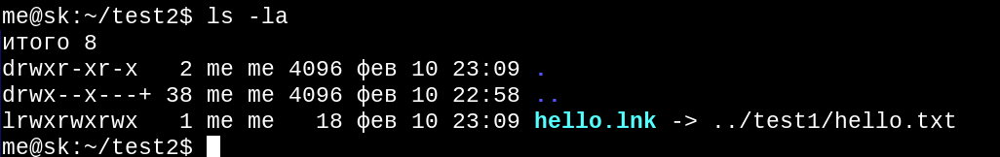 me@sk:~/test2$ ls -la
итого 8
drwxr-xr-x   2 me me 4096 фев 10 23:09 .
drwx--x---+ 38 me me 4096 фев 10 22:58 ..
lrwxrwxrwx   1 me me   18 фев 10 23:09 hello.lnk -> ../test1/hello.txt
me@sk:~/test2$